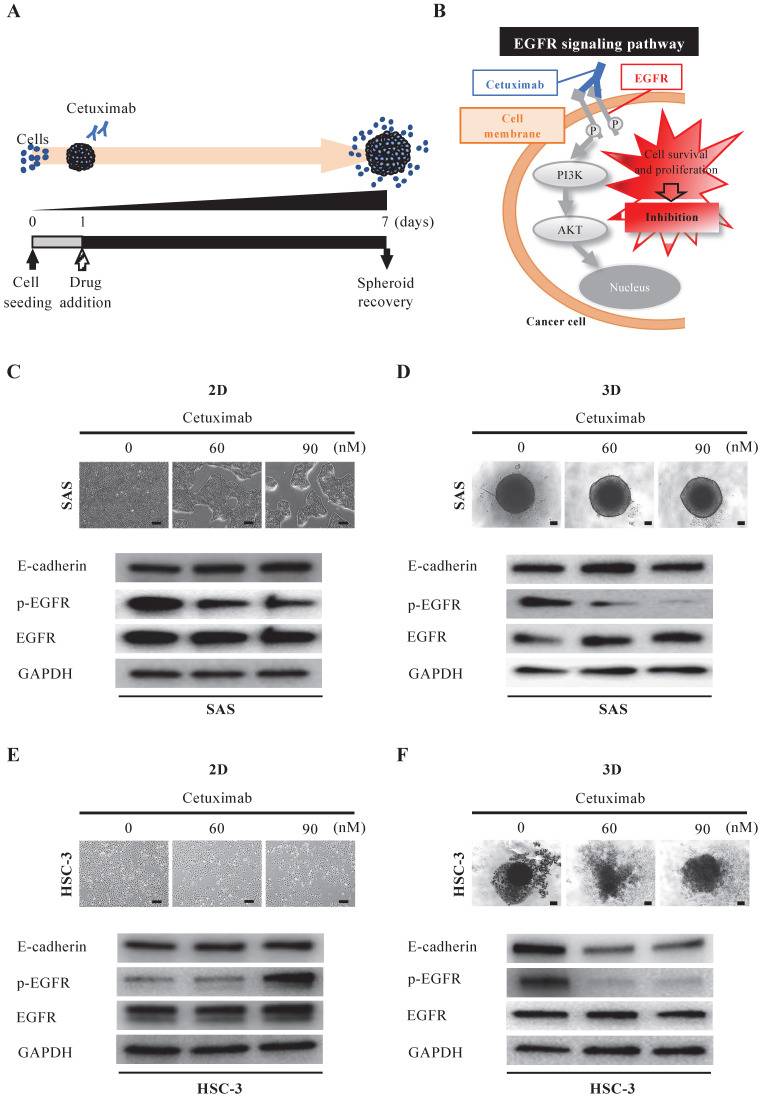 A
Cetuximab
Cells
0 1 7 (days)
Cell seeding
Drug addition
Spheroid recovery
B
EGFR signaling pathway
Cetuximab
EGFR
Cell membrane
P
P
Cell survival and proliferation
PI3K
Inhibition
AKT
Nucleus
Cancer cell
C
2D
Cetuximab
0 60 90 (nM)
SAS
E-cadherin
p-EGFR
EGFR
GAPDH
SAS
D
3D
Cetuximab
0 60 90 (nM)
SAS
E-cadherin
p-EGFR
EGFR
GAPDH
SAS
E
2D
Cetuximab
0 60 90 (nM)
HSC-3
E-cadherin
p-EGFR
EGFR
GAPDH
HSC-3
F
3D
Cetuximab
0 60 90 (nM)
HSC-3
E-cadherin
p-EGFR
EGFR
GAPDH
HSC-3